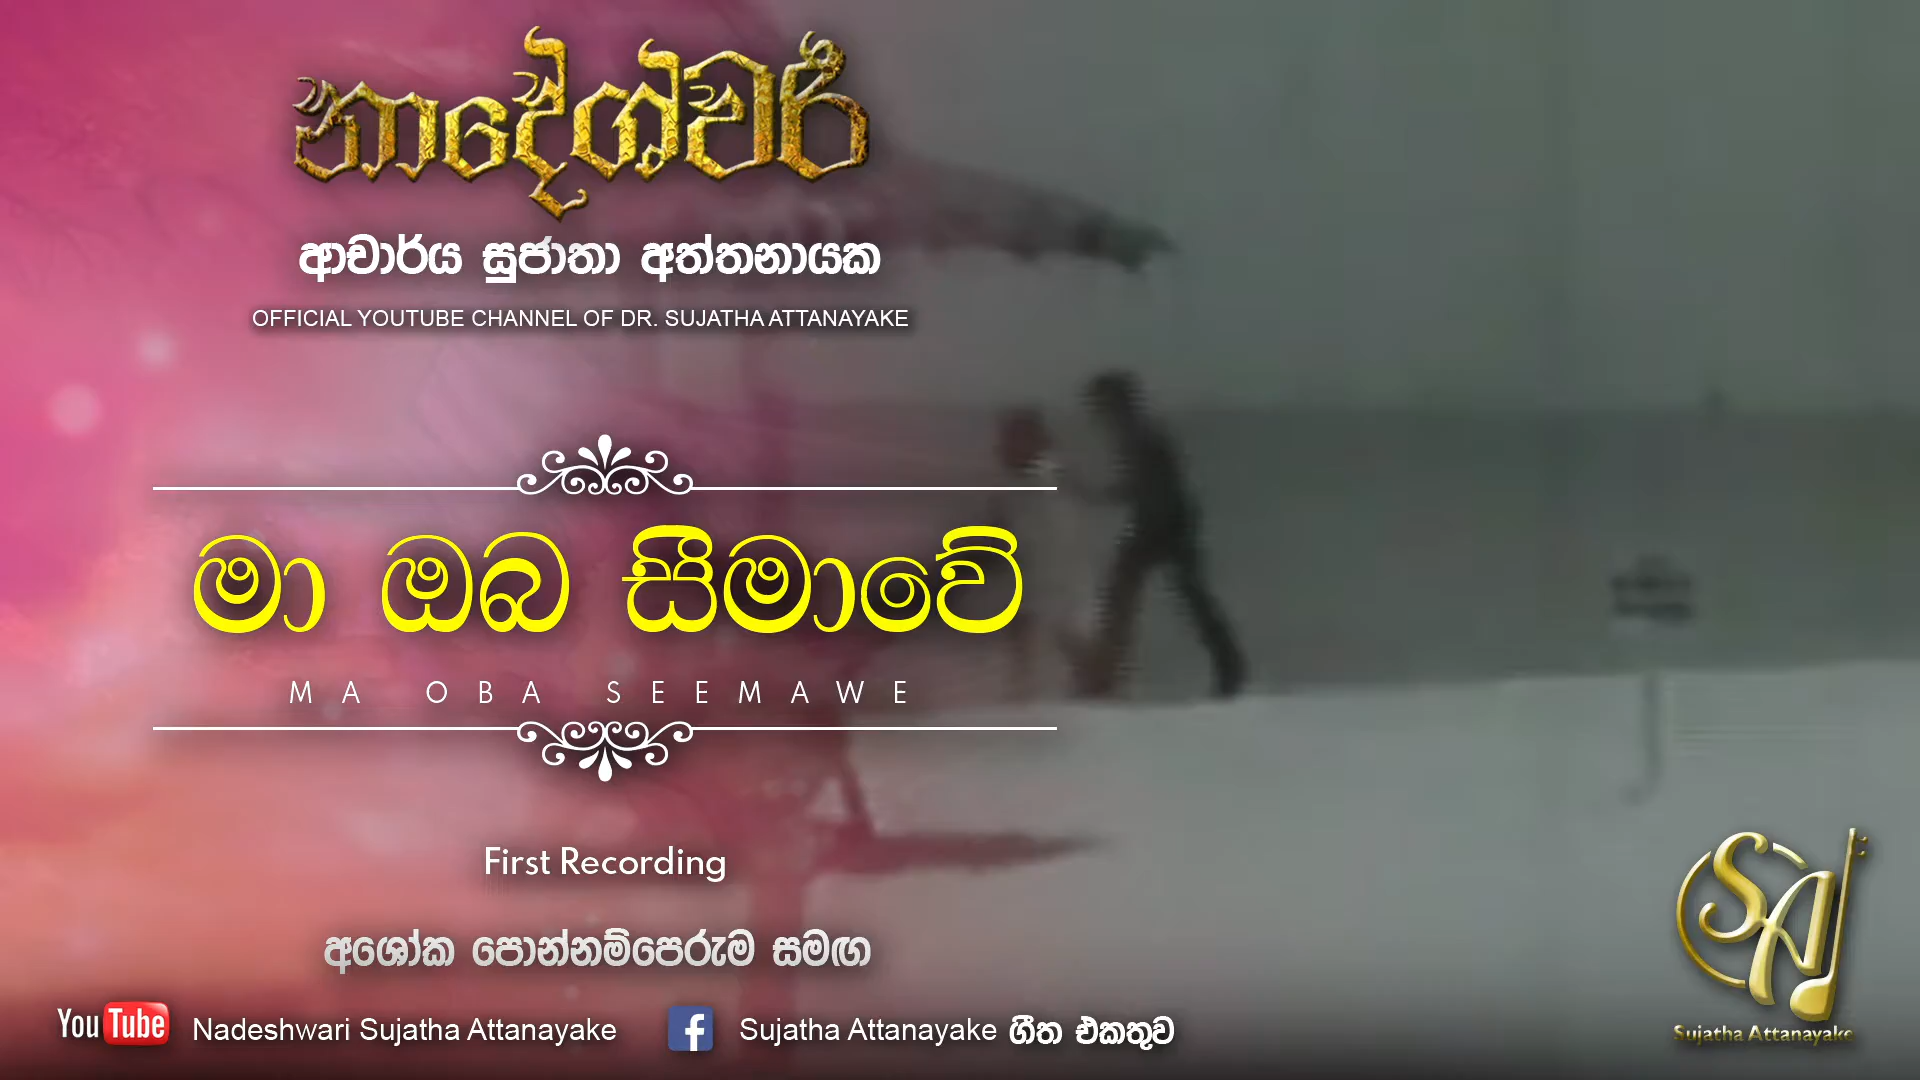 නාදේශ්වරී
ආචාර්ය සුජාතා අත්තනායක
OFFICIAL YOUTUBE CHANNEL OF DR. SUJATHA ATTANAYAKE
මා ඔබ සීමාවේ
MA OBA SEEMAWE
First Recording
අශෝක පොන්නම්පෙරුම සමඟ
YouTube Nadeshwari Sujatha Attanayake
f Sujatha Attanayake ගීත එකතුව
SA
Sujatha Attanayake